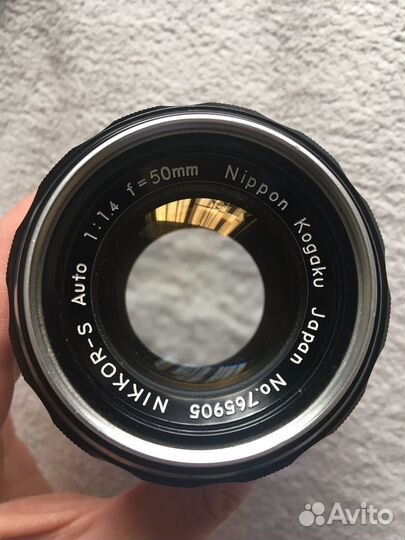 NIKKOR-S Auto 1:1.4 f=50mm Nippon Kogaku Japan No.765905
Avito